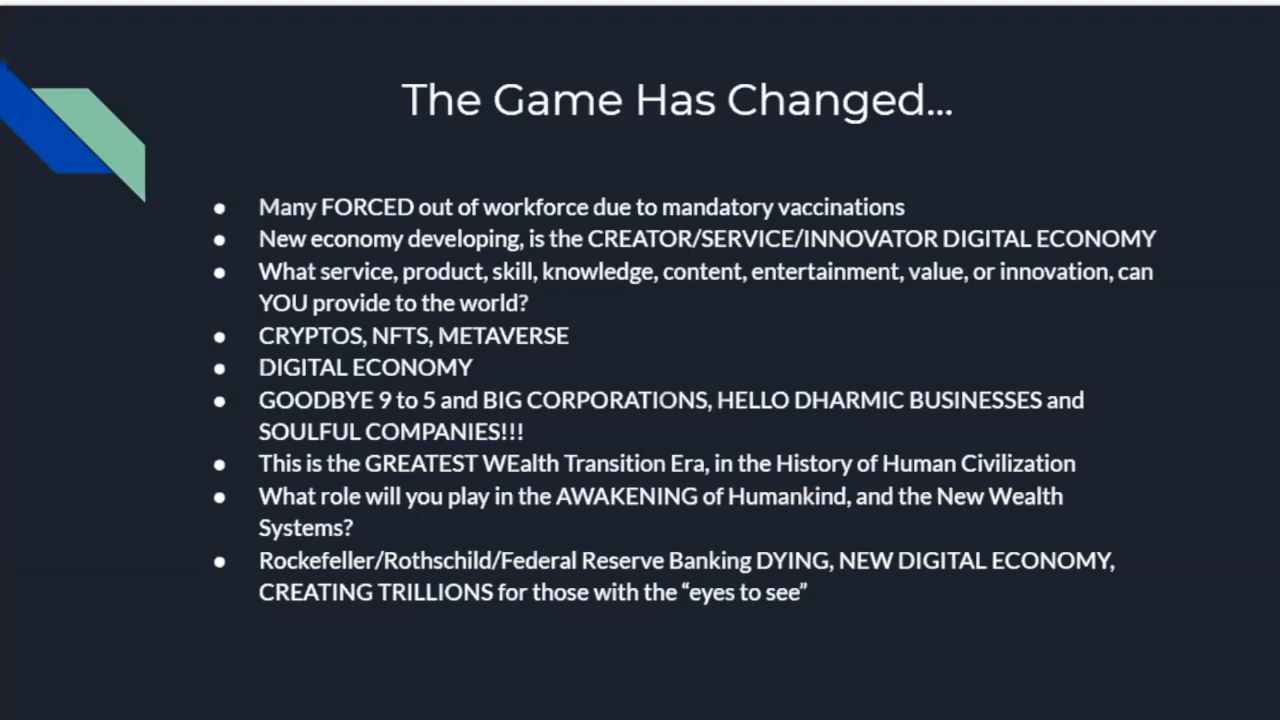 The Game Has Changed...
● Many FORCED out of workforce due to mandatory vaccinations
● New economy developing, is the CREATOR/SERVICE/INNOVATOR DIGITAL ECONOMY
● What service, product, skill, knowledge, content, entertainment, value, or innovation, can
YOU provide to the world?
● CRYPTOS, NFTS, METAVERSE
● DIGITAL ECONOMY
● GOODBYE 9 to 5 and BIG CORPORATIONS, HELLO DHARMIC BUSINESSES and
SOULFUL COMPANIES!!!
● This is the GREATEST WEalth Transition Era, in the History of Human Civilization
● What role will you play in the AWAKENING of Humankind, and the New Wealth
Systems?
● Rockefeller/Rothschild/Federal Reserve Banking DYING, NEW DIGITAL ECONOMY,
CREATING TRILLIONS for those with the “eyes to see”